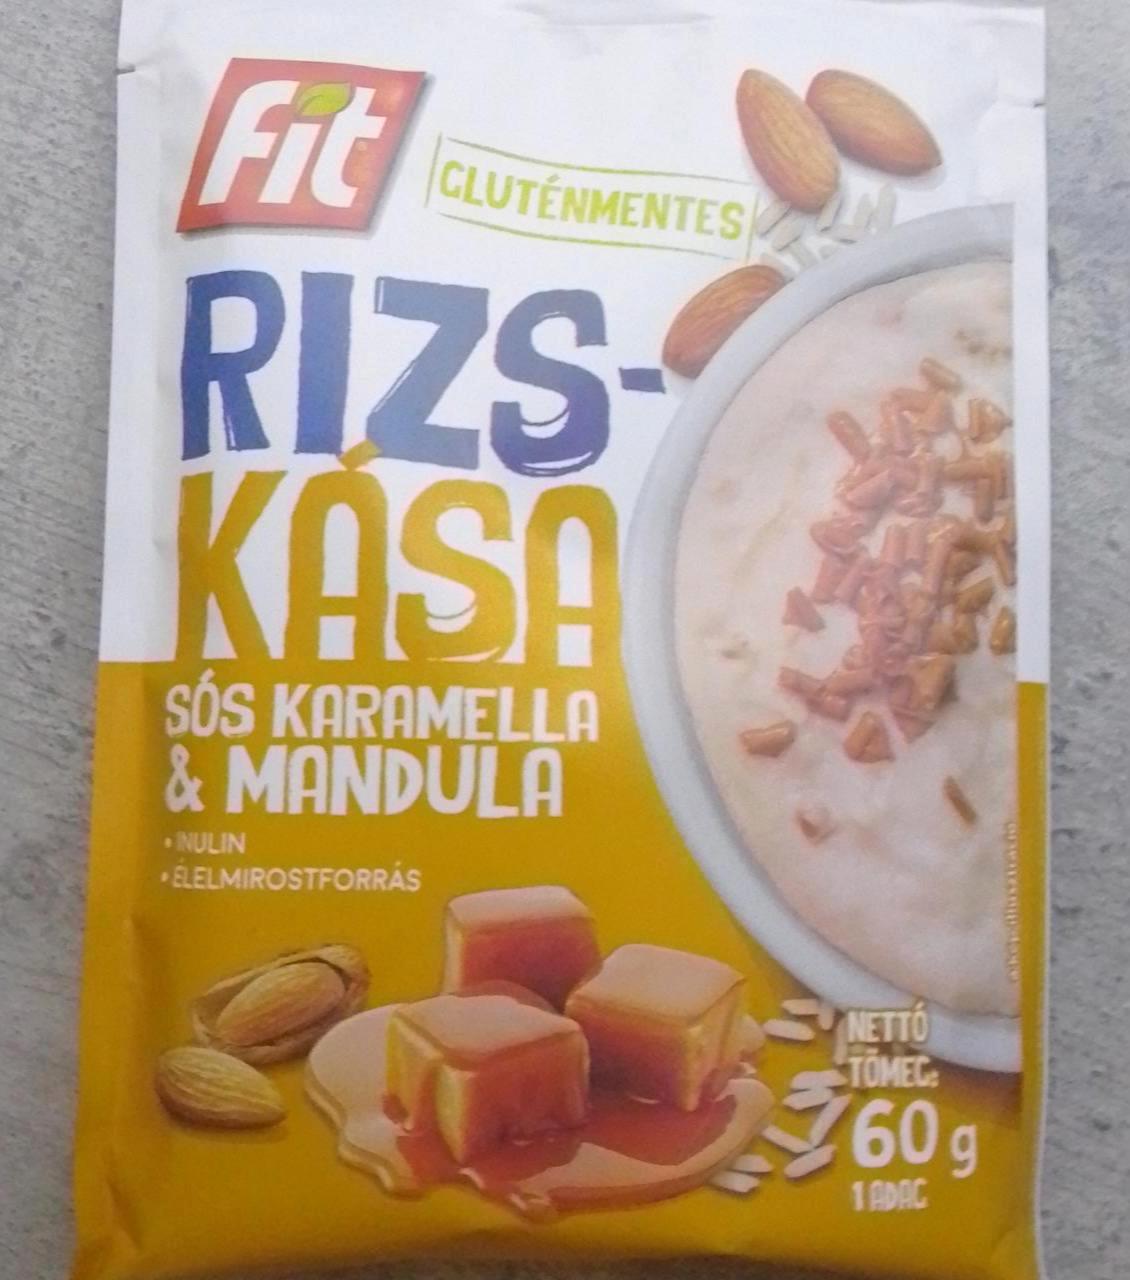 fit
GLUTÉNMENTES
RIZS-
KÁSA
SÓS KARAMELLA
& MANDULA
• INULIN
• ÉLELMIROSTFORRÁS
NETTÓ
TÖMEG:
60 g
1 ADAG